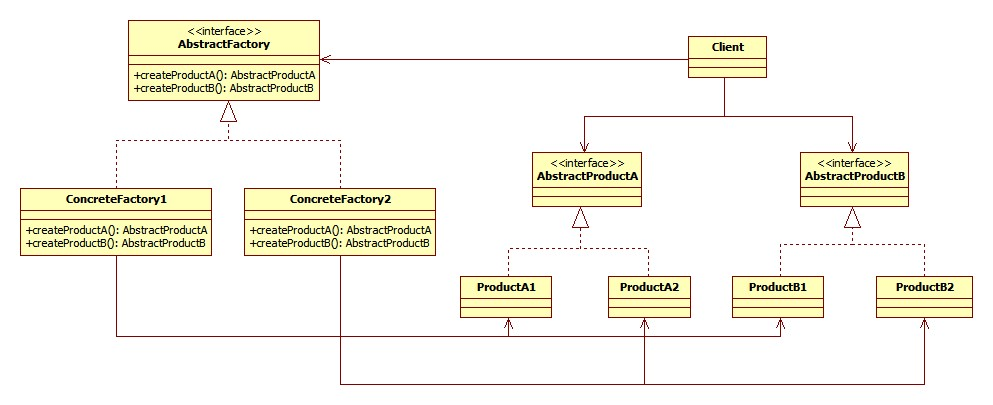 <<interface>>
AbstractFactory
+createProductA(): AbstractProductA
+createProductB(): AbstractProductB
Client
<<interface>>
AbstractProductA
<<interface>>
AbstractProductB
ConcreteFactory1
+createProductA(): AbstractProductA
+createProductB(): AbstractProductB
ConcreteFactory2
+createProductA(): AbstractProductA
+createProductB(): AbstractProductB
ProductA1
ProductA2
ProductB1
ProductB2